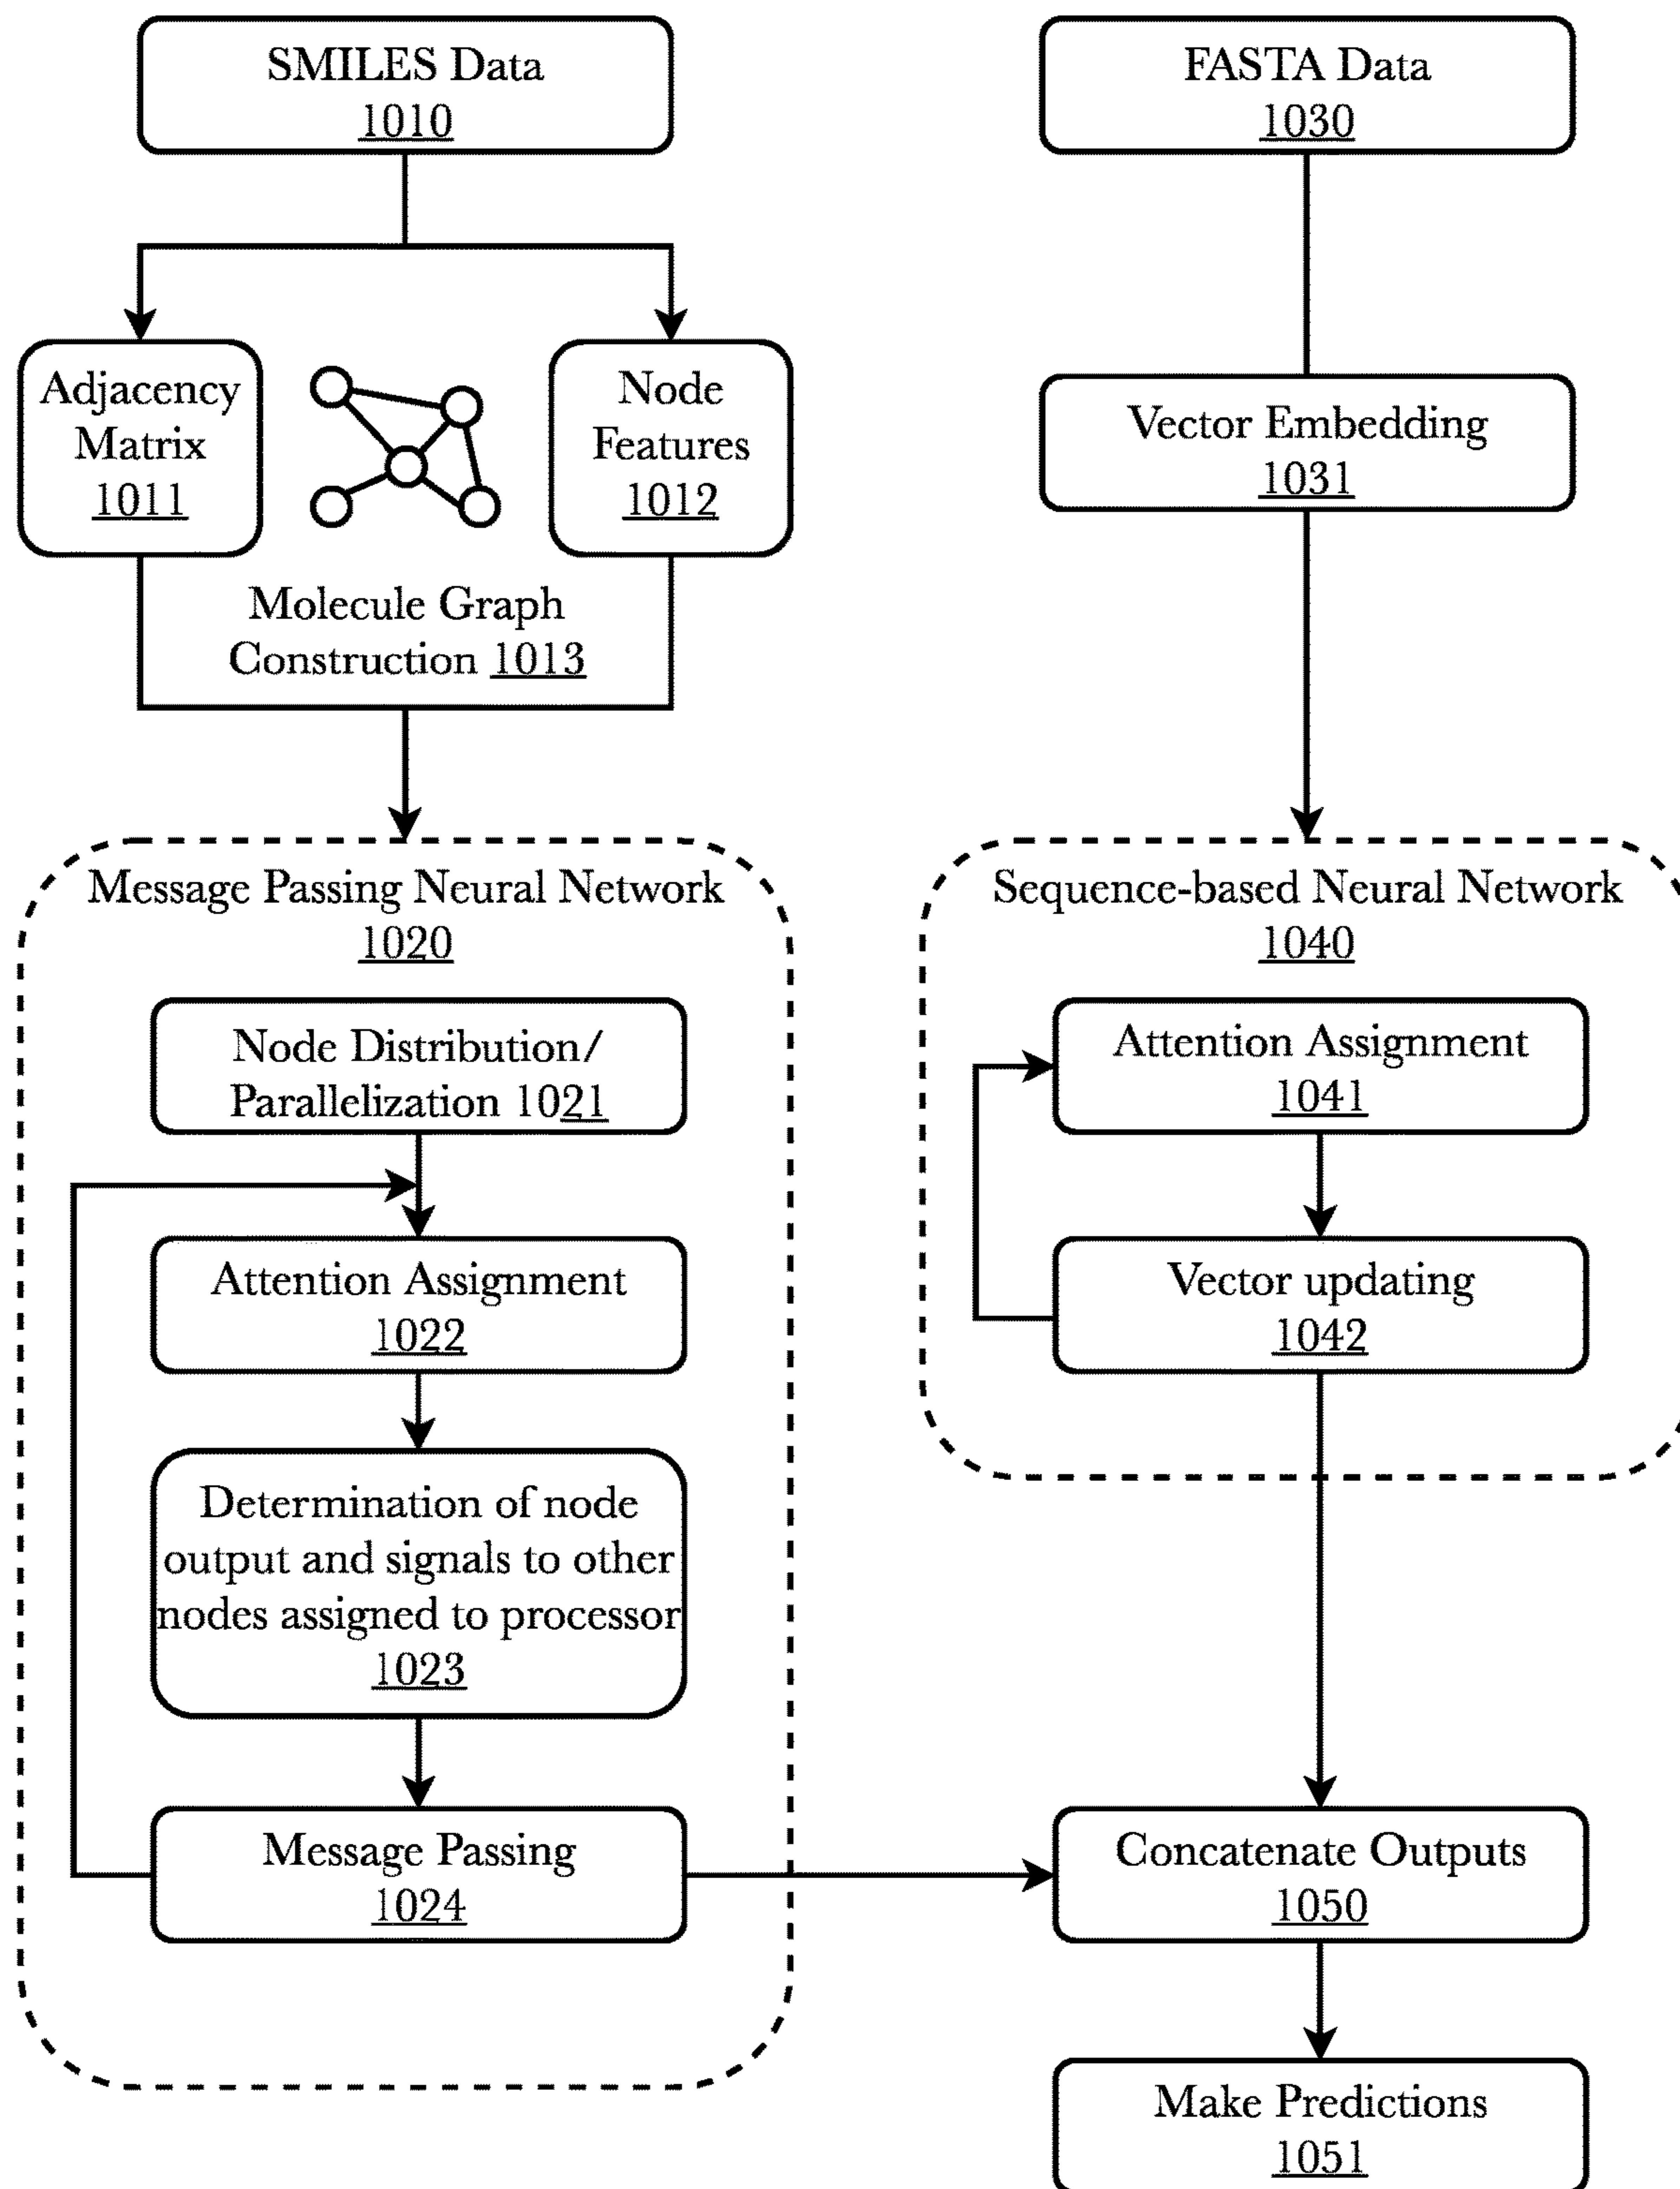 SMILES Data
1010
FASTA Data
1030
Adjacency
Matrix
1011
Node
Features
1012
Molecule Graph
Construction 1013
Vector Embedding
1031
Message Passing Neural Network
1020
Node Distribution/
Parallelization 1021
Attention Assignment
1022
Determination of node
output and signals to other
nodes assigned to processor
1023
Message Passing
1024
Sequence-based Neural Network
1040
Attention Assignment
1041
Vector updating
1042
Concatenate Outputs
1050
Make Predictions
1051